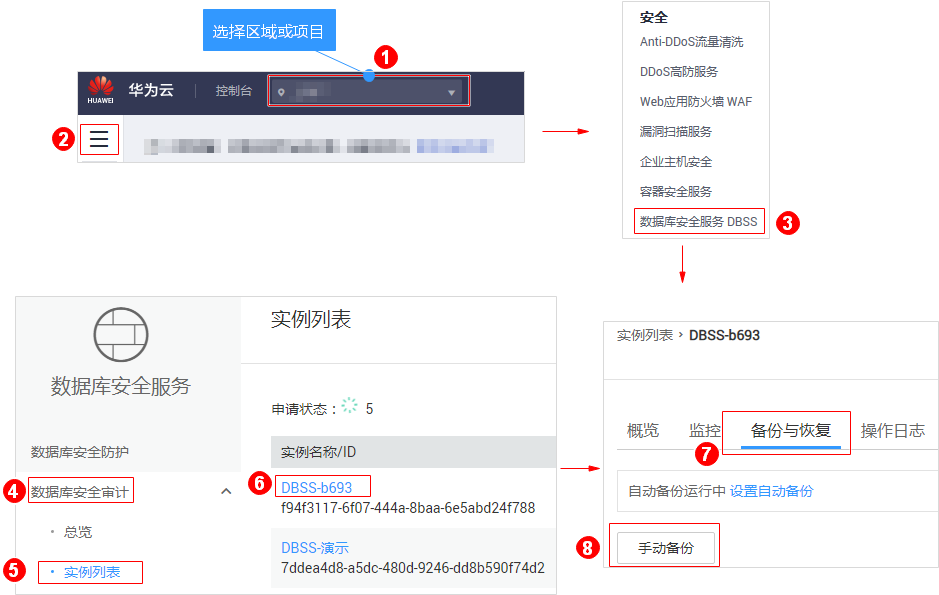 选择区域或项目
1
HUAWEI
华为云
控制台
2
安全
Anti-DDoS流量清洗
DDoS高防服务
Web应用防火墙 WAF
漏洞扫描服务
企业主机安全
容器安全服务
数据库安全服务 DBSS
3
数据库安全服务
数据库安全防护
4
数据库安全审计
· 总览
5
· 实例列表
实例列表
申请状态： 5
实例名称/ID
6
DBSS-b693
f94f3117-6f07-444a-8baa-6e5abd24f788
DBSS-演示
7ddea4d8-a5dc-480d-9246-dd8b590f74d2
实例列表 › DBSS-b693
概览 监控 备份与恢复 操作日志
7
自动备份运行中 设置自动备份
8
手动备份